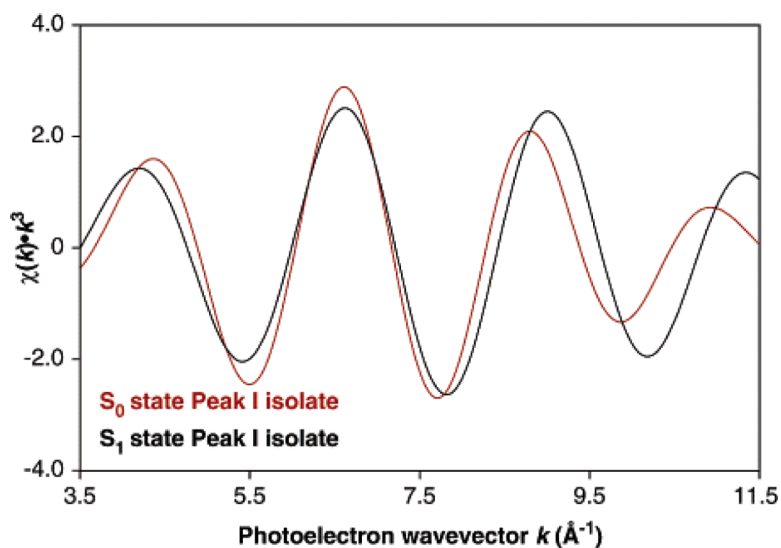 4.0
2.0
0
-2.0
-4.0
χ(k)•k³
S₀ state Peak I isolate
S₁ state Peak I isolate
3.5 5.5 7.5 9.5 11.5
Photoelectron wavevector k (Å⁻¹)